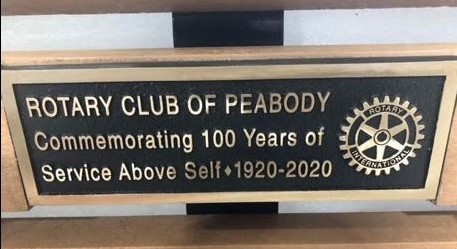 ROTARY CLUB OF PEABODY
Commemorating 100 Years of
Service Above Self♦1920-2020
ROTARY
INTERNATIONAL